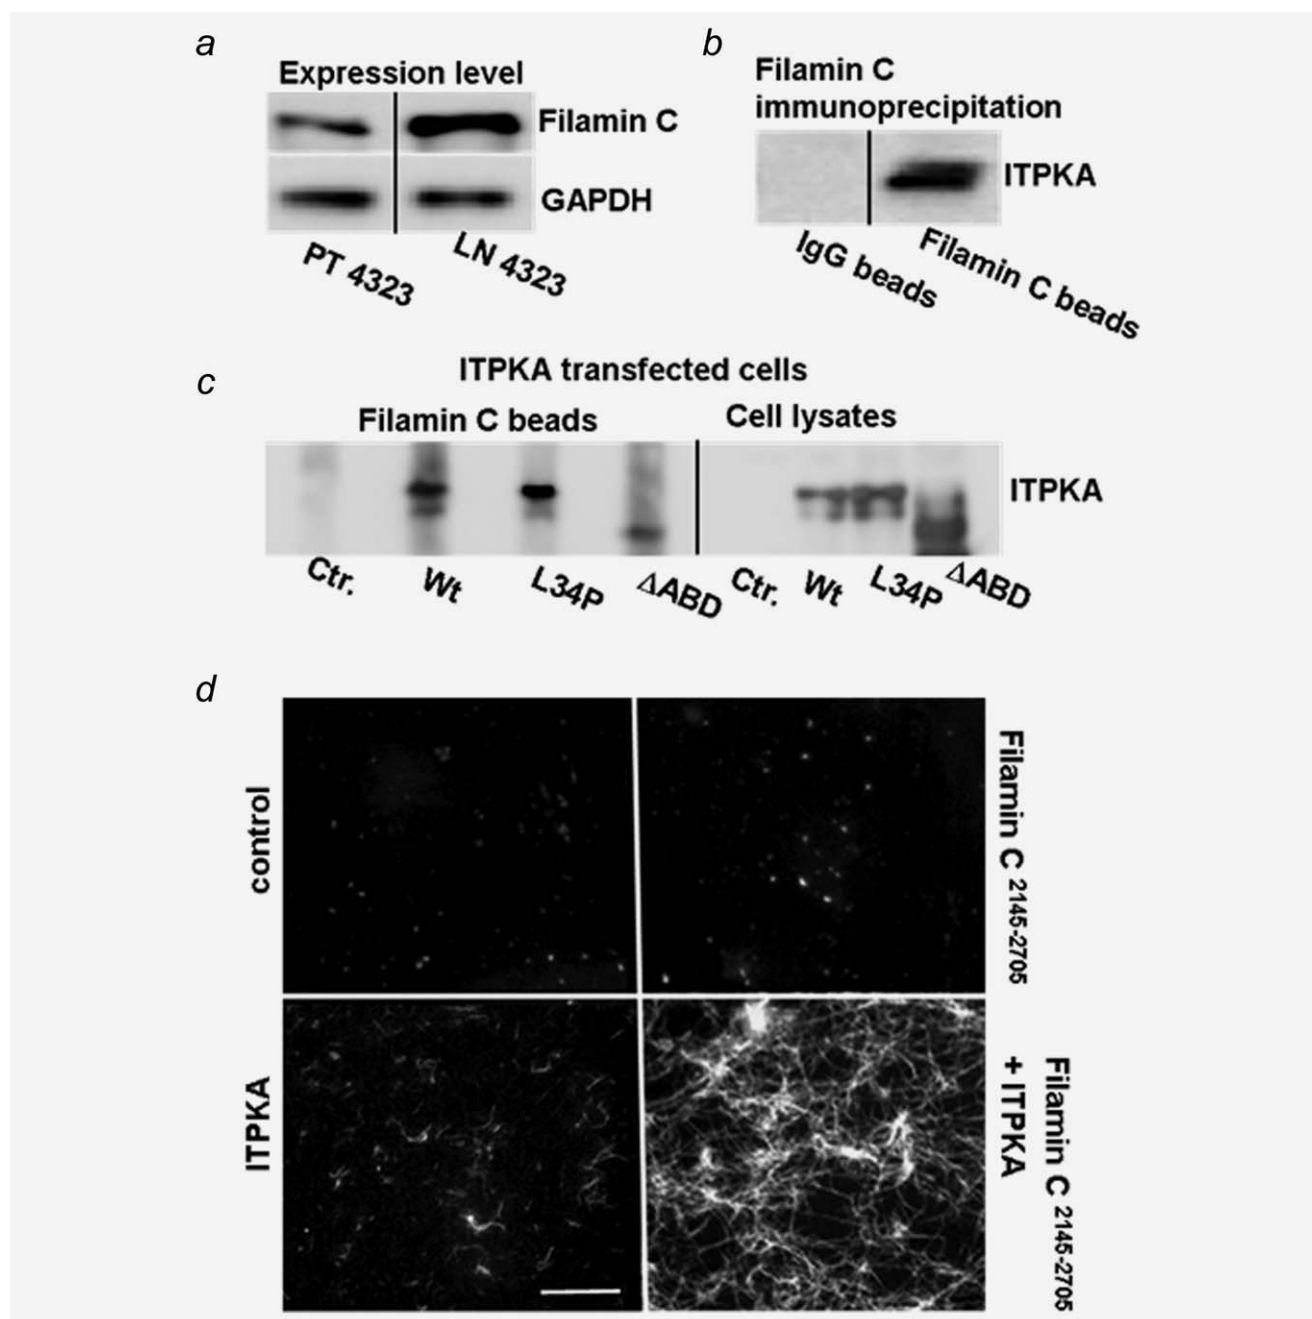 a
Expression level
Filamin C
GAPDH
PT 4323
LN 4323
b
Filamin C
immunoprecipitation
ITPKA
IgG beads
Filamin C beads
c
ITPKA transfected cells
Filamin C beads
Cell lysates
ITPKA
Ctr.
Wt
L34P
ΔABD
Ctr.
Wt
L34P
ΔABD
d
control
Filamin C 2145-2705
ITPKA
Filamin C 2145-2705
+ ITPKA